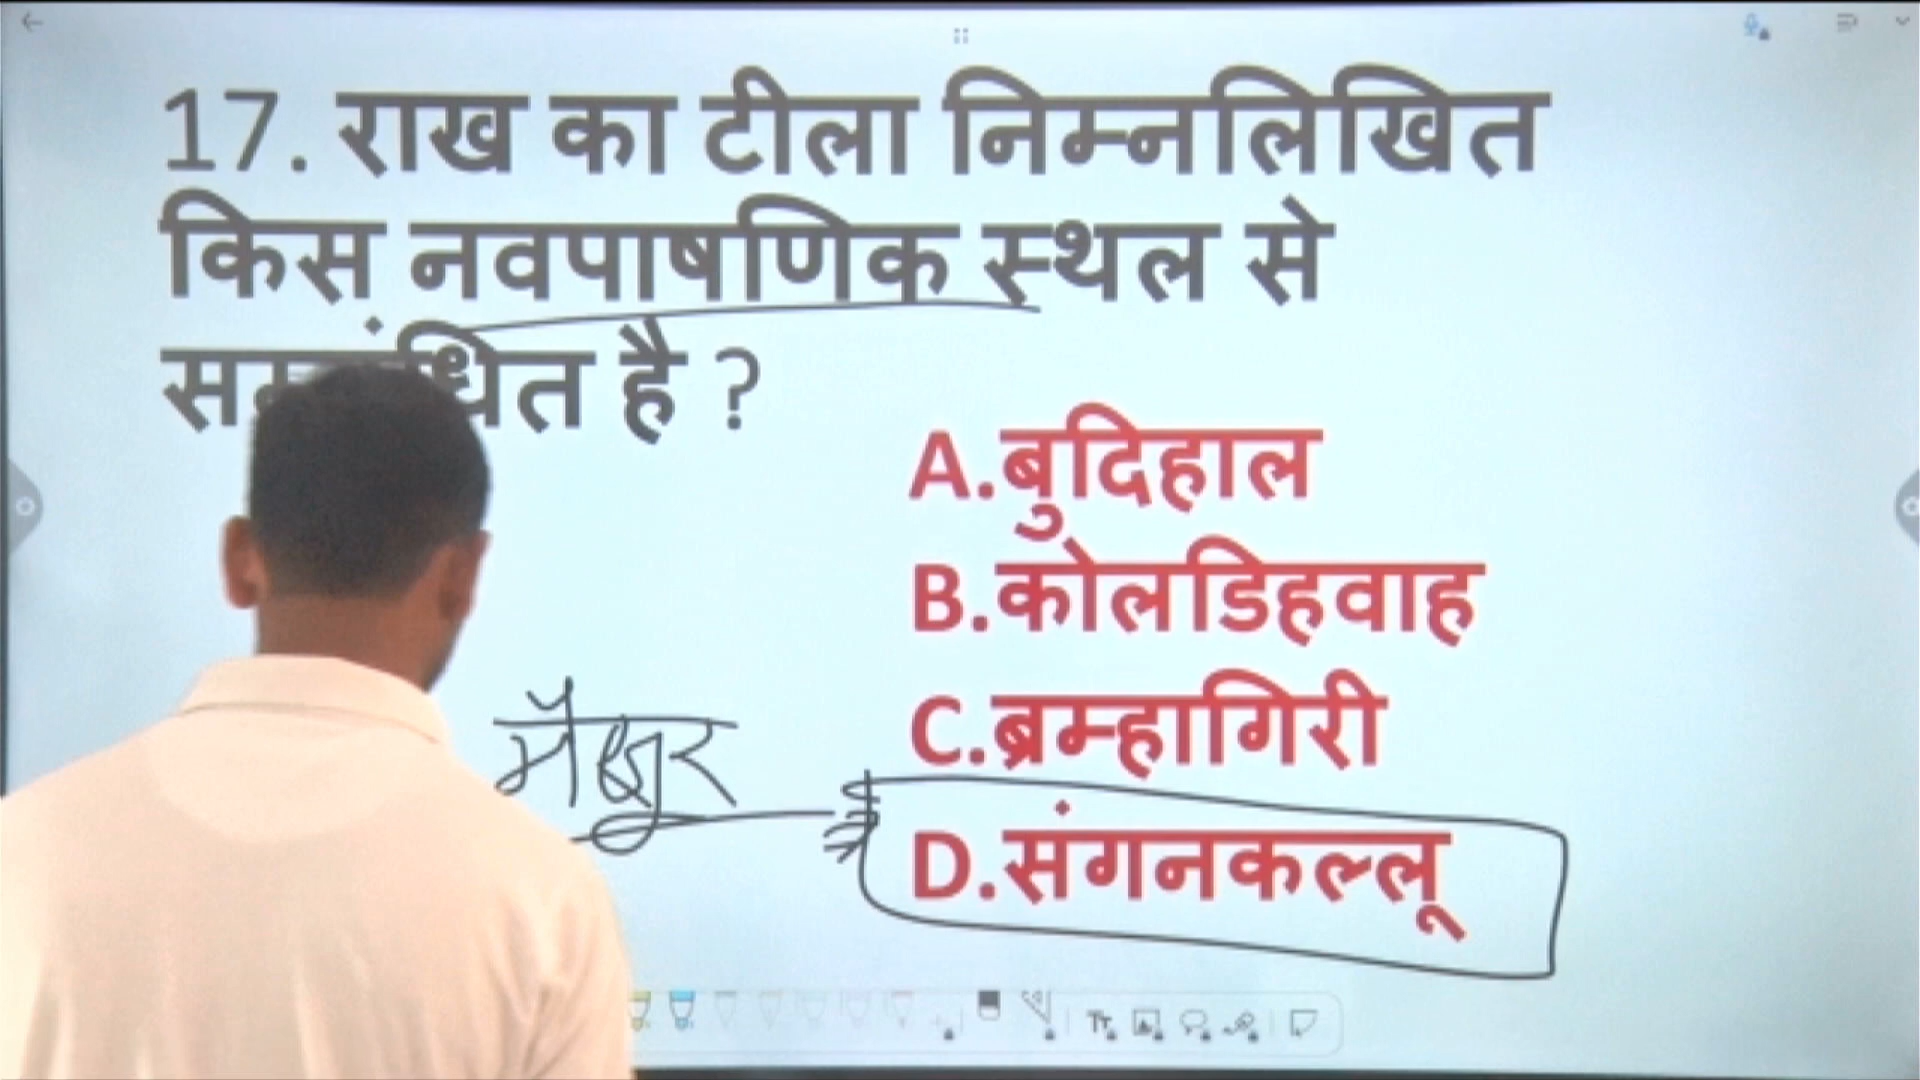 17. राख का टीला निम्नलिखित
किस नवपाषणिक स्थल से
है ?
A.बुदिहाल
B.कोलडिहवाह
C.ब्रम्हागिरी
मैसूर
D.संगनकल्लू